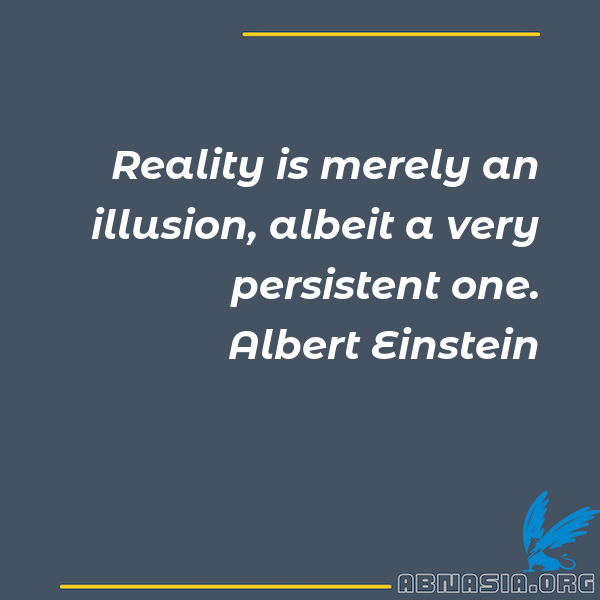 Reality is merely an
illusion, albeit a very
persistent one.
Albert Einstein
ABNASIA.ORG